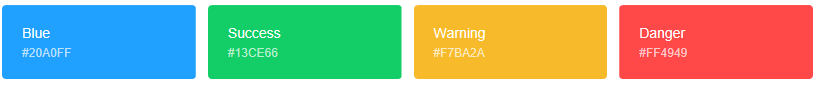 Blue
#20A0FF
Success
#13CE66
Warning
#F7BA2A
Danger
#FF4949